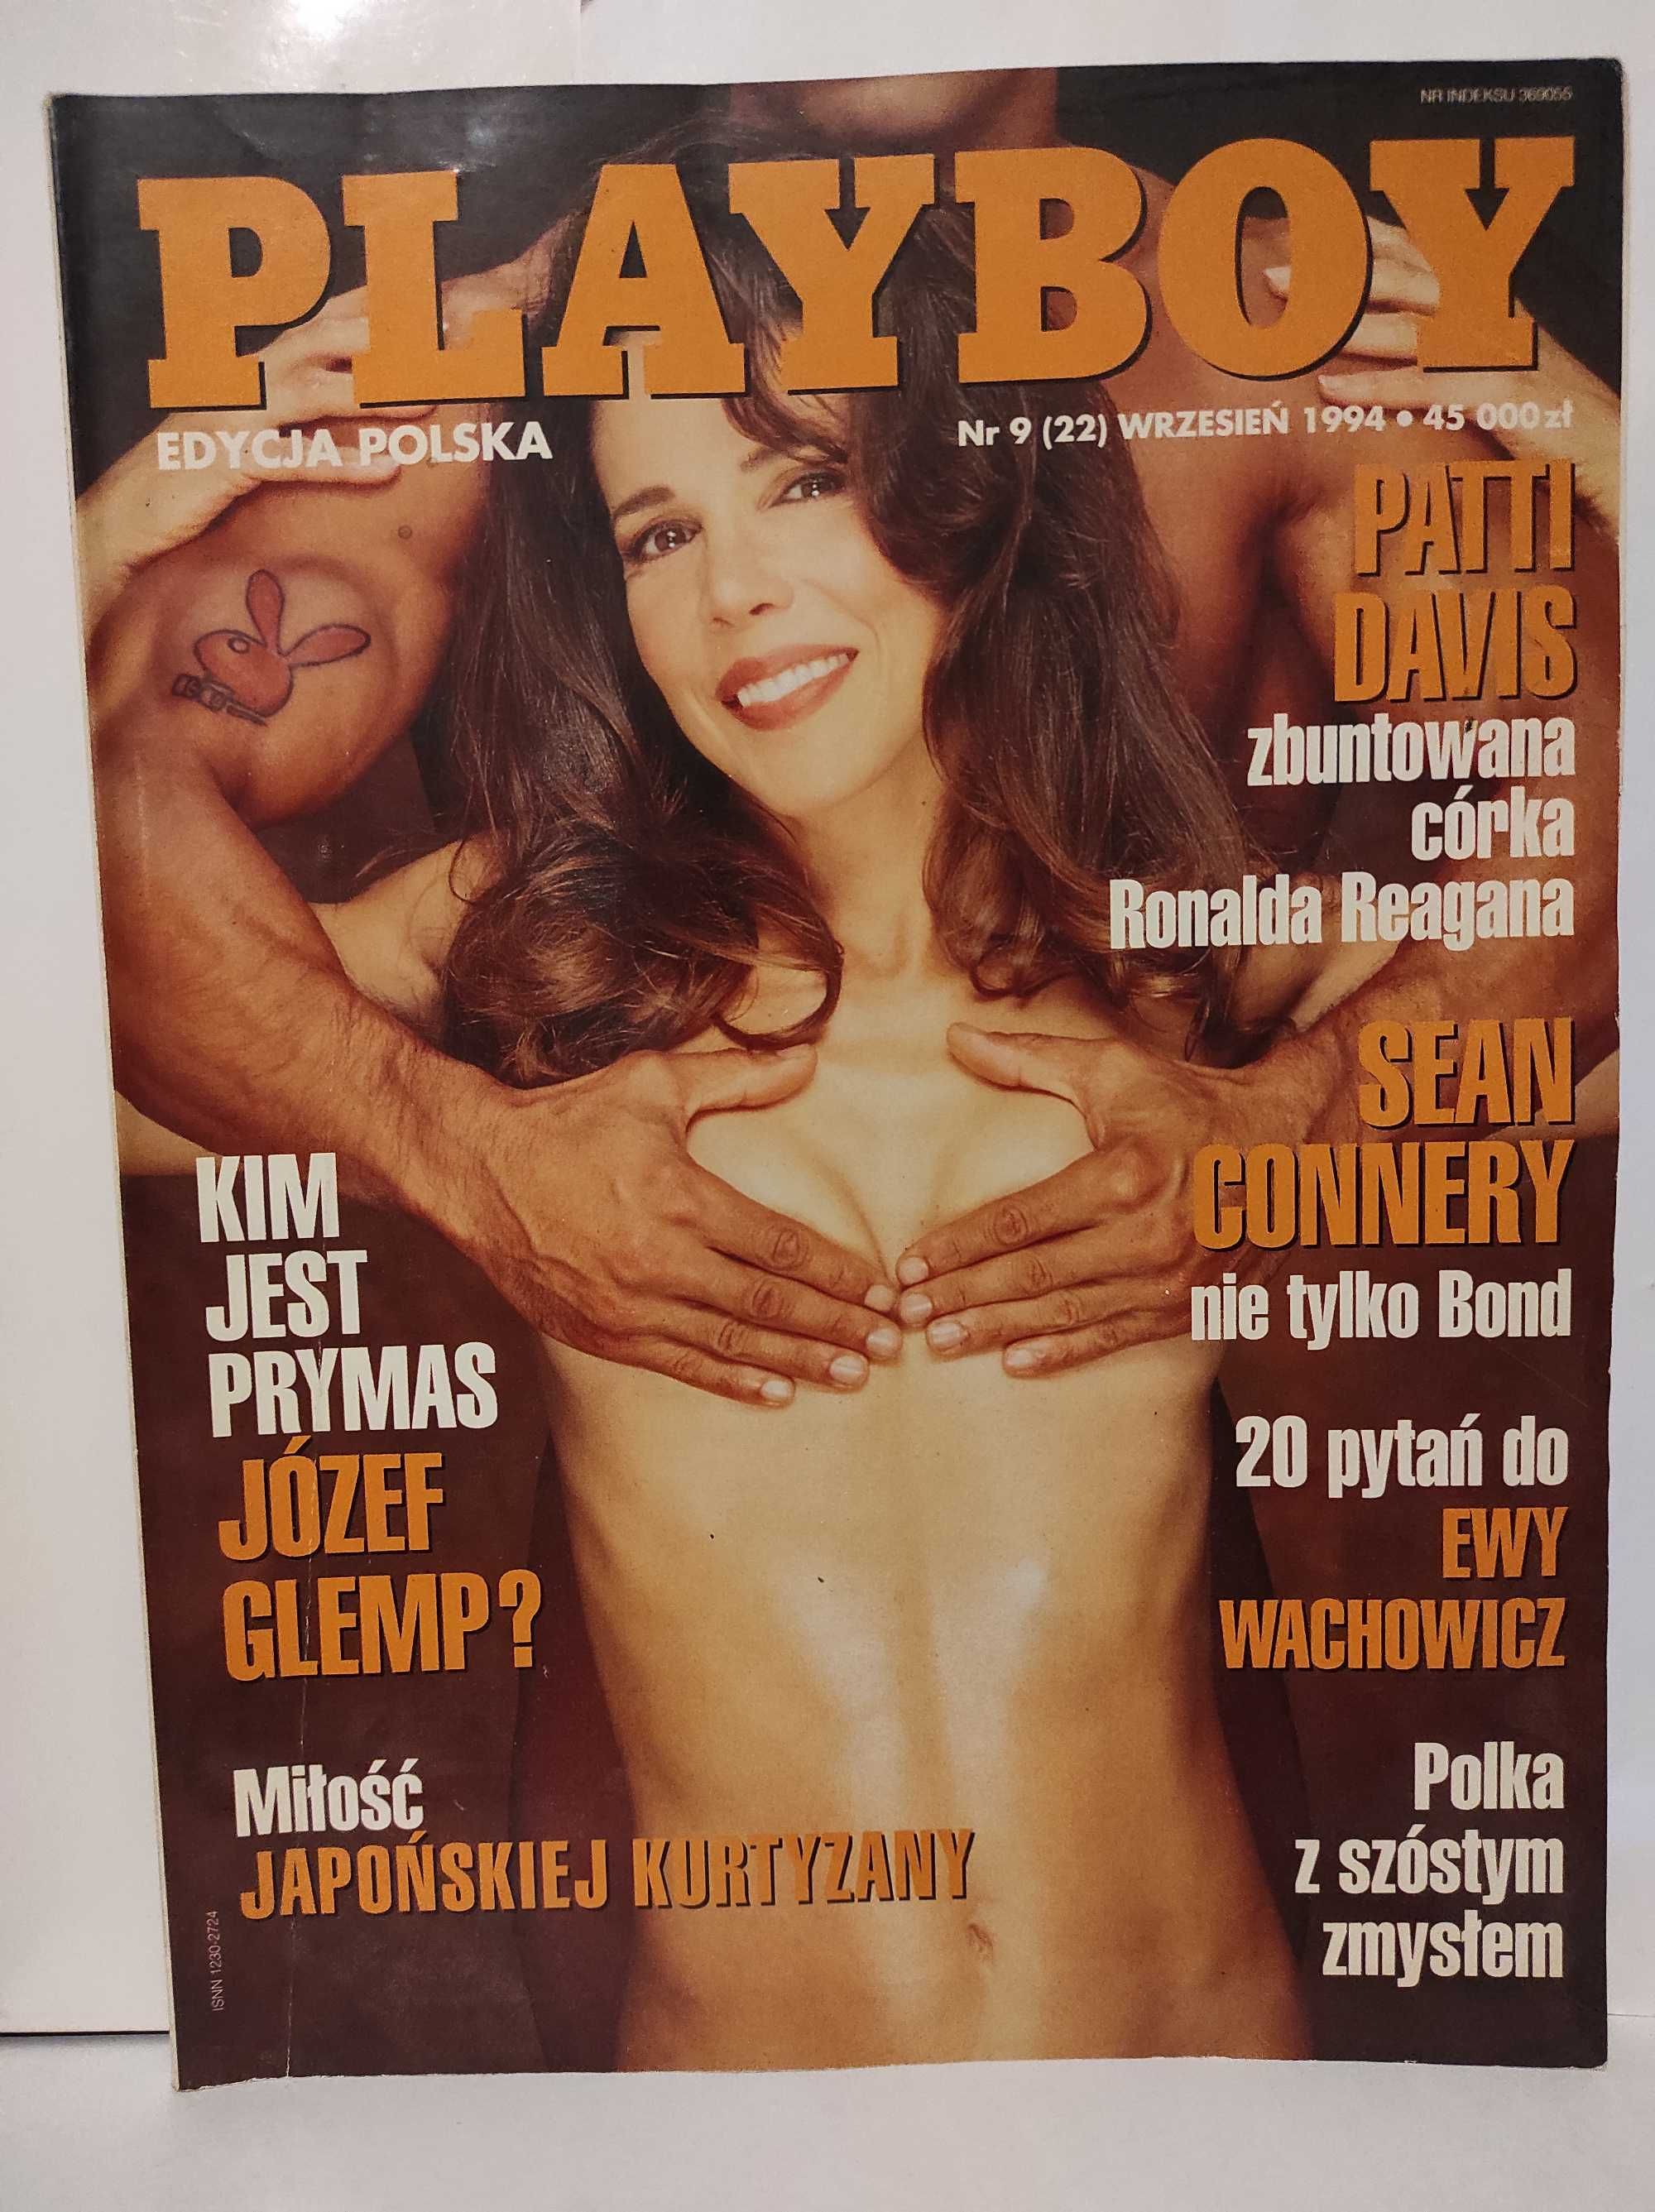 NR INDEKSU 369055
PLAYBOY
EDYCJA POLSKA
Nr 9 (22) WRZESIEŃ 1994 • 45 000 zł
PATTI
DAVIS
zbuntowana
córka
Ronalda Reagana
SEAN
CONNERY
nie tylko Bond
KIM
JEST
PRYMAS
JÓZEF
GLEMP?
20 pytań do
EWY
WACHOWICZ
Miłość
JAPOŃSKIEJ KURTYZANY
Polka
z szóstym
zmysłem
ISNN 1230-2724